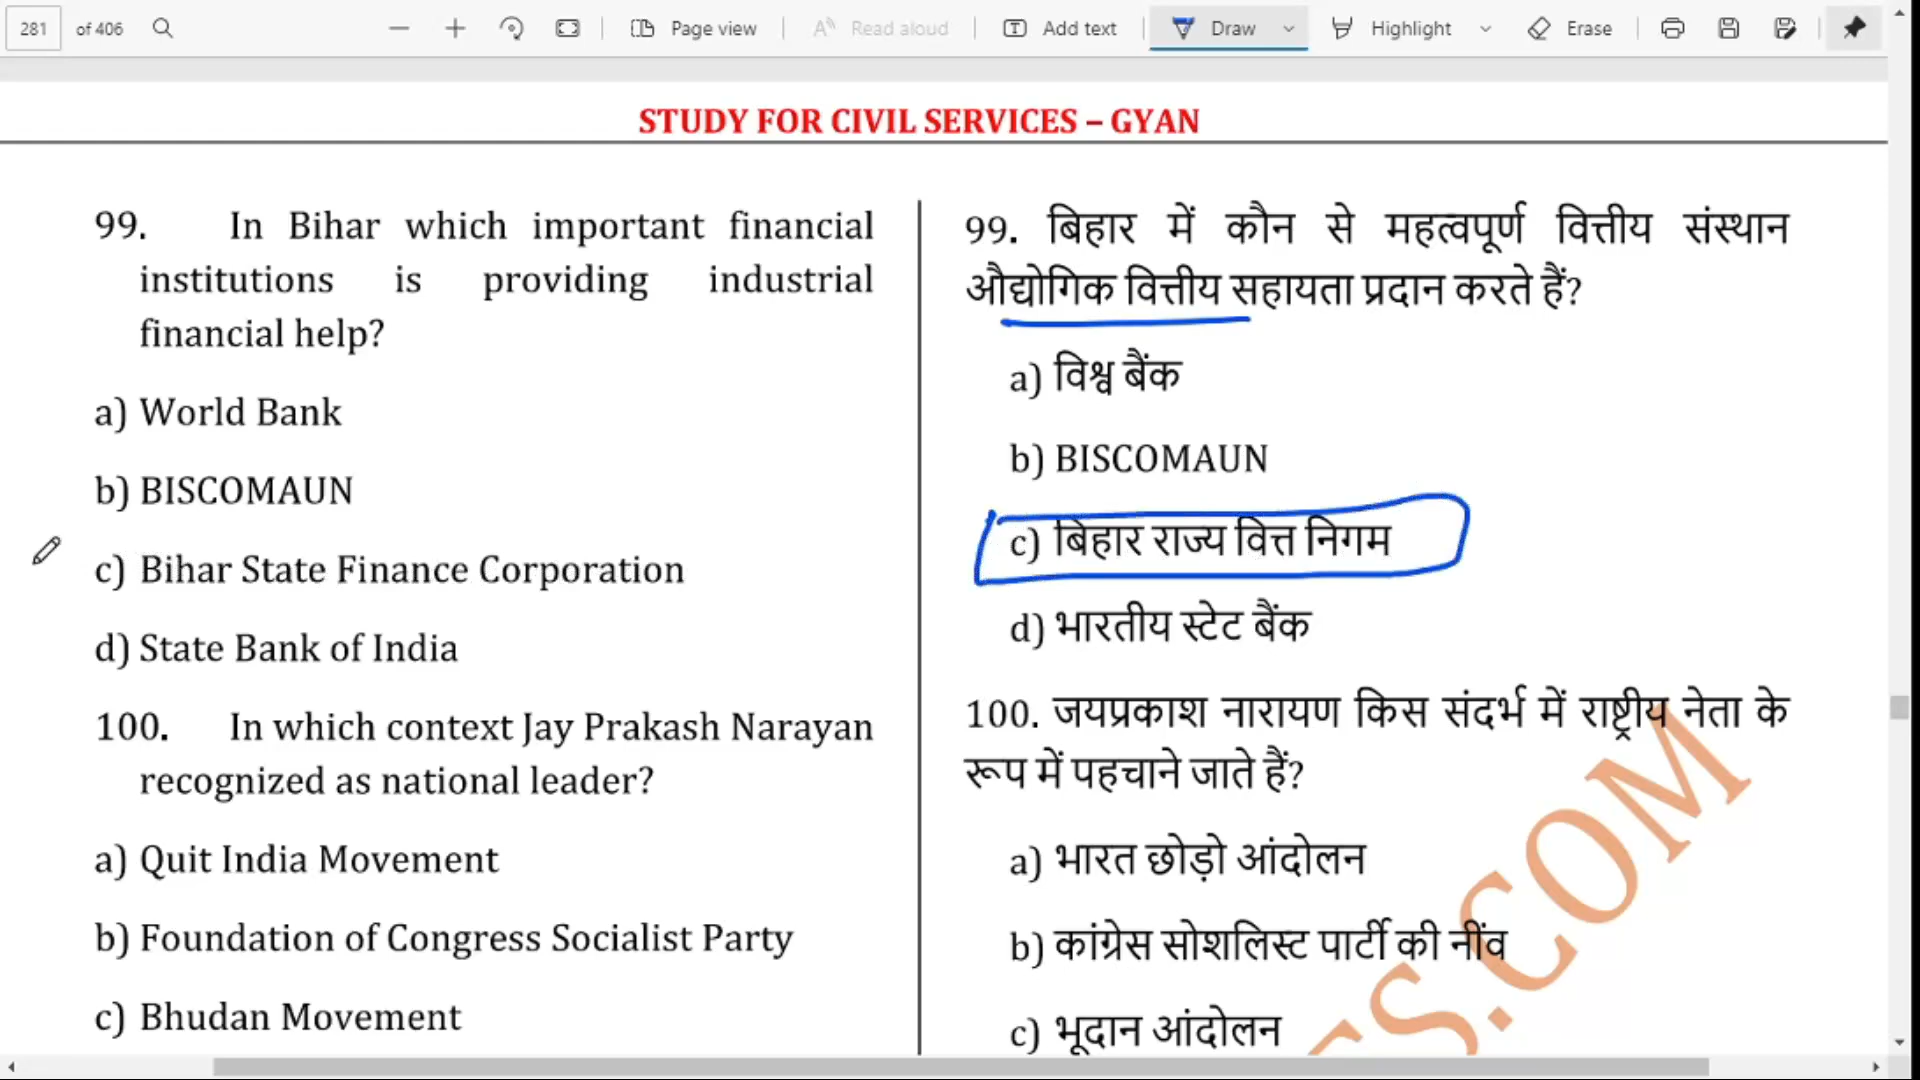 281 of 406 Page view Read aloud Add text Draw Highlight Erase
STUDY FOR CIVIL SERVICES – GYAN
99. In Bihar which important financial
institutions is providing industrial
financial help?
a) World Bank
b) BISCOMAUN
c) Bihar State Finance Corporation
d) State Bank of India
100. In which context Jay Prakash Narayan
recognized as national leader?
a) Quit India Movement
b) Foundation of Congress Socialist Party
c) Bhudan Movement
99. बिहार में कौन से महत्वपूर्ण वित्तीय संस्थान
औद्योगिक वित्तीय सहायता प्रदान करते हैं?
a) विश्व बैंक
b) BISCOMAUN
c) बिहार राज्य वित्त निगम
d) भारतीय स्टेट बैंक
100. जयप्रकाश नारायण किस संदर्भ में राष्ट्रीय नेता के
रूप में पहचाने जाते हैं?
a) भारत छोड़ो आंदोलन
b) कांग्रेस सोशलिस्ट पार्टी की नींव
c) भूदान आंदोलन
S.COM